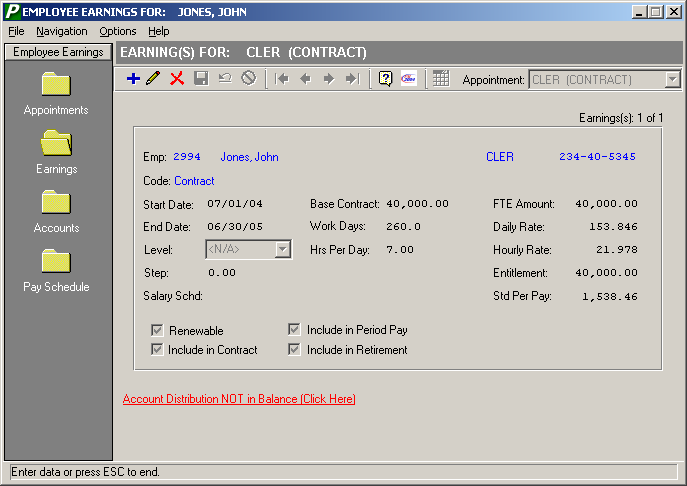 P EMPLOYEE EARNINGS FOR: JONES, JOHN
File Navigation Options Help
Employee Earnings
EARNING(S) FOR: CLER (CONTRACT)
Appointment: CLER (CONTRACT)
Appointments
Earnings
Accounts
Pay Schedule
Earnings(s): 1 of 1
Emp: 2994 Jones, John CLER 234-40-5345
Code: Contract
Start Date: 07/01/04 Base Contract: 40,000.00 FTE Amount: 40,000.00
End Date: 06/30/05 Work Days: 260.0 Daily Rate: 153.846
Level: <N/A> Hrs Per Day: 7.00 Hourly Rate: 21.978
Step: 0.00 Entitlement: 40,000.00
Salary Schd: Std Per Pay: 1,538.46
Renewable Include in Period Pay
Include in Contract Include in Retirement
Account Distribution NOT in Balance (Click Here)
Enter data or press ESC to end.